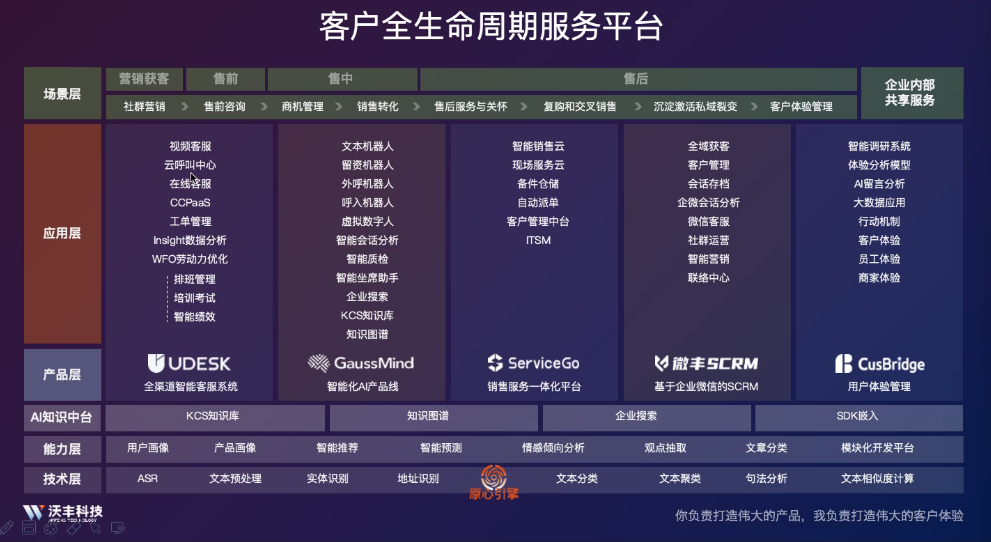 客户全生命周期服务平台
场景层
营销获客 售前 售中 售后
社群营销 售前咨询 商机管理 销售转化 售后服务与关怀 复购和交叉销售 沉淀激活私域裂变 客户体验管理
企业内部
共享服务
应用层
视频客服
云呼叫中心
在线客服
CCPaaS
工单管理
Insight数据分析
WFO劳动力优化
排班管理
培训考试
智能绩效
文本机器人
留资机器人
外呼机器人
呼入机器人
虚拟数字人
智能会话分析
智能质检
智能坐席助手
企业搜索
KCS知识库
知识图谱
智能销售云
现场服务云
备件仓储
自动派单
客户管理中台
ITSM
全域获客
客户管理
会话存档
企微会话分析
微信客服
社群运营
智能营销
联络中心
智能调研系统
体验分析模型
AI留言分析
大数据应用
行动机制
客户体验
员工体验
商家体验
产品层
UDESK
全渠道智能客服系统
GaussMind
智能化AI产品线
ServiceGo
销售服务一体化平台
微丰SCRM
基于企业微信的SCRM
CusBridge
用户体验管理
AI知识中台 KCS知识库 知识图谱 企业搜索 SDK嵌入
能力层 用户画像 产品画像 智能推荐 智能预测 情感倾向分析 观点抽取 文章分类 模块化开发平台
技术层 ASR 文本预处理 实体识别 地址识别 原心引擎 文本分类 文本聚类 句法分析 文本相似度计算
沃丰科技
你负责打造伟大的产品，我负责打造伟大的客户体验